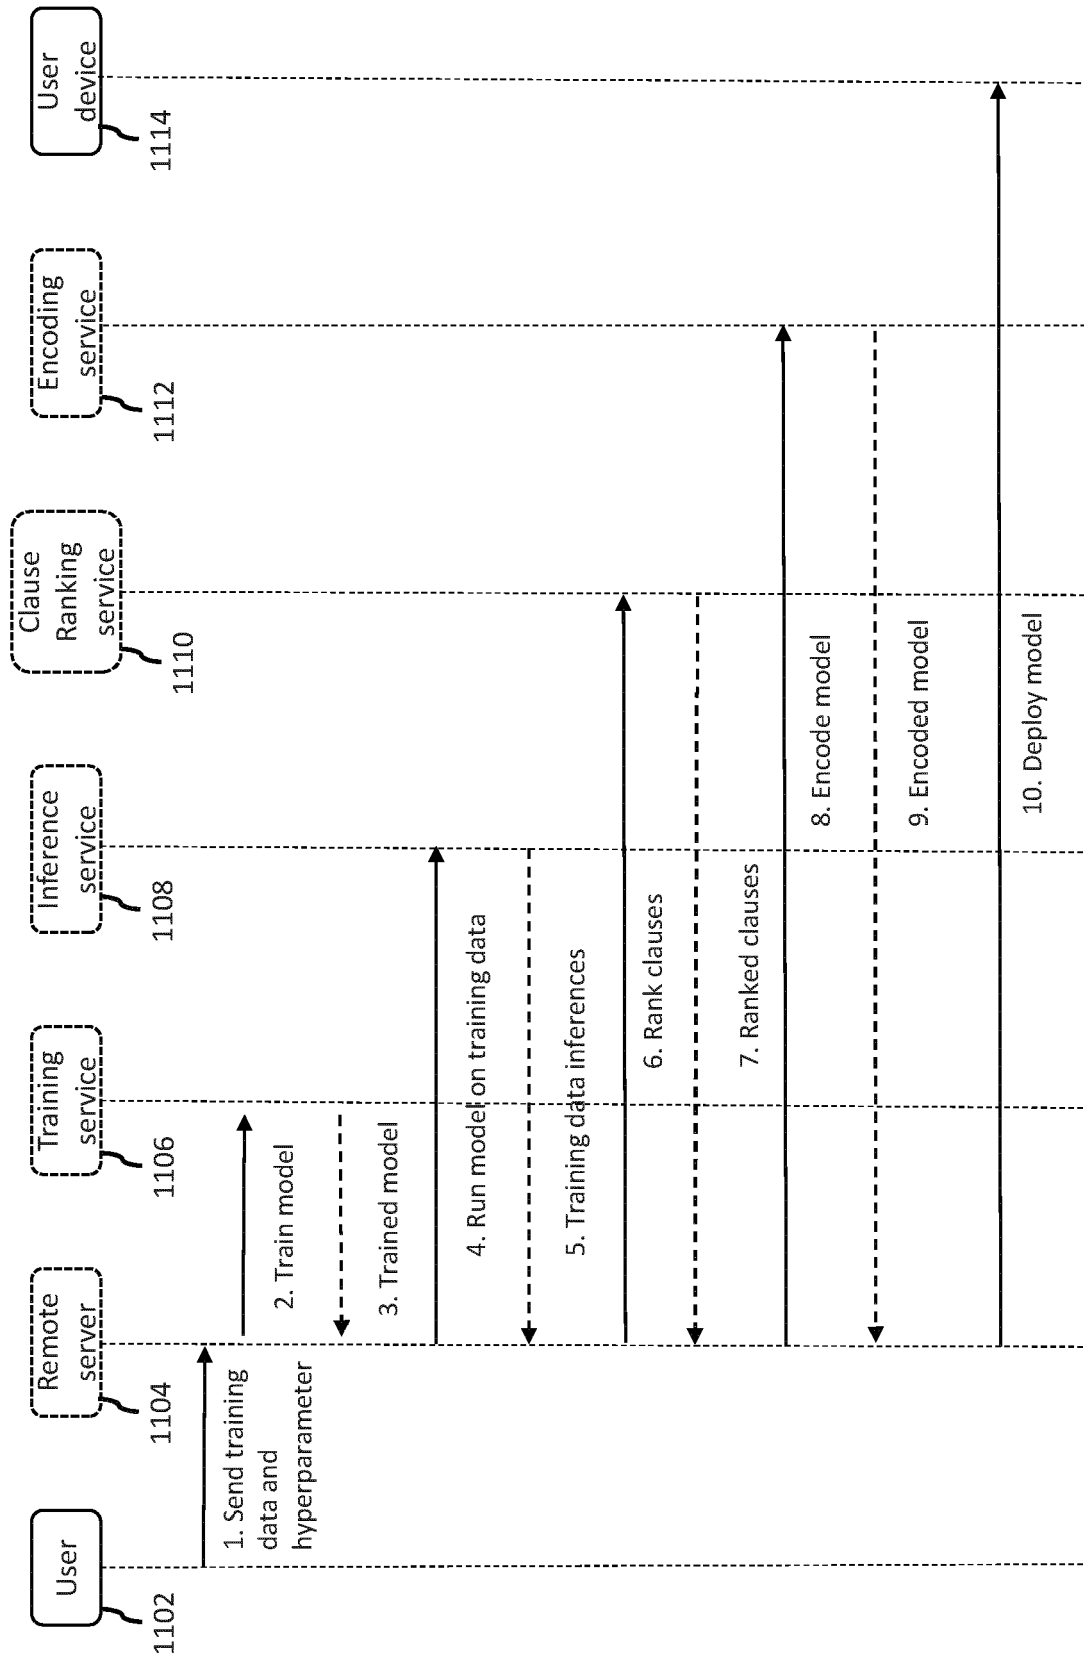 User
1102
Remote
server
1104
Training
service
1106
Inference
service
1108
Clause
Ranking
service
1110
Encoding
service
1112
User
device
1114
1. Send training
data and
hyperparameter
2. Train model
3. Trained model
4. Run model on training data
5. Training data inferences
6. Rank clauses
7. Ranked clauses
8. Encode model
9. Encoded model
10. Deploy model